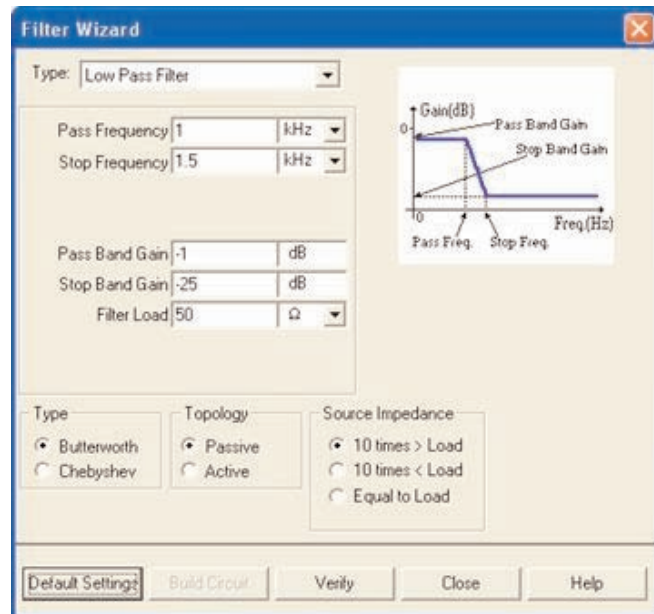 Filter Wizard
Type: Low Pass Filter
Pass Frequency 1 kHz
Stop Frequency 1.5 kHz
Pass Band Gain -1 dB
Stop Band Gain -25 dB
Filter Load 50 Ω
Gain(dB)
0
Pass Band Gain
Stop Band Gain
0
Freq.(Hz)
Pass Freq. Stop Freq.
Type
Butterworth
Chebyshev
Topology
Passive
Active
Source Impedance
10 times > Load
10 times < Load
Equal to Load
Default Settings Build Circuit Verify Close Help